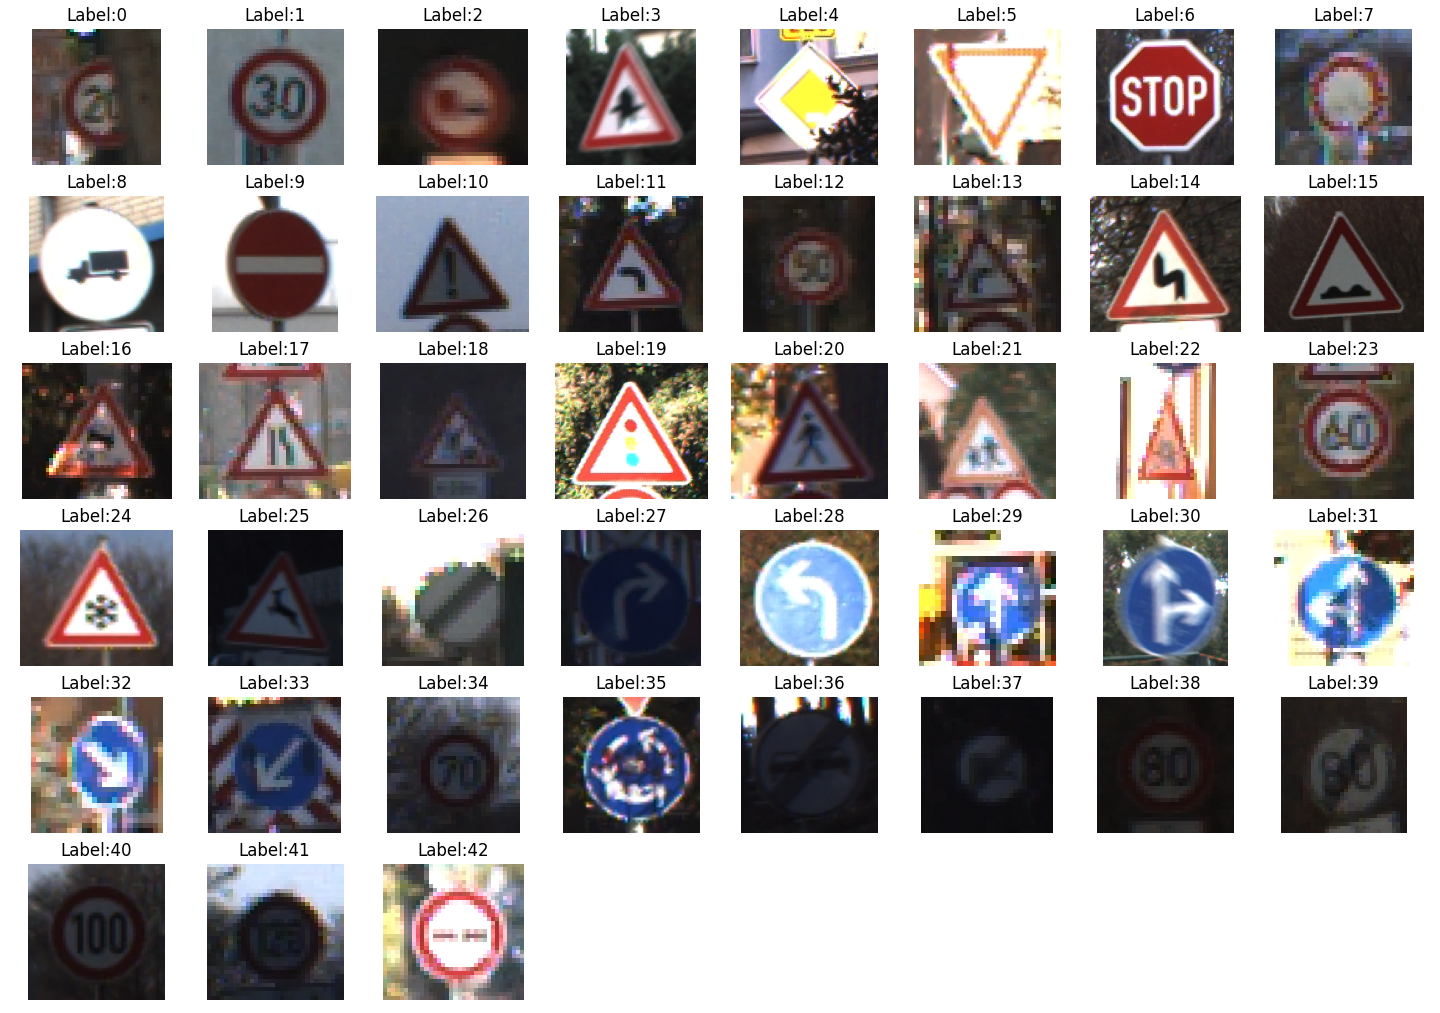 Label:0 Label:1 Label:2 Label:3 Label:4 Label:5 Label:6 Label:7
20 30 STOP
Label:8 Label:9 Label:10 Label:11 Label:12 Label:13 Label:14 Label:15
50
Label:16 Label:17 Label:18 Label:19 Label:20 Label:21 Label:22 Label:23
60
Label:24 Label:25 Label:26 Label:27 Label:28 Label:29 Label:30 Label:31
Label:32 Label:33 Label:34 Label:35 Label:36 Label:37 Label:38 Label:39
70 80 80
Label:40 Label:41 Label:42
100